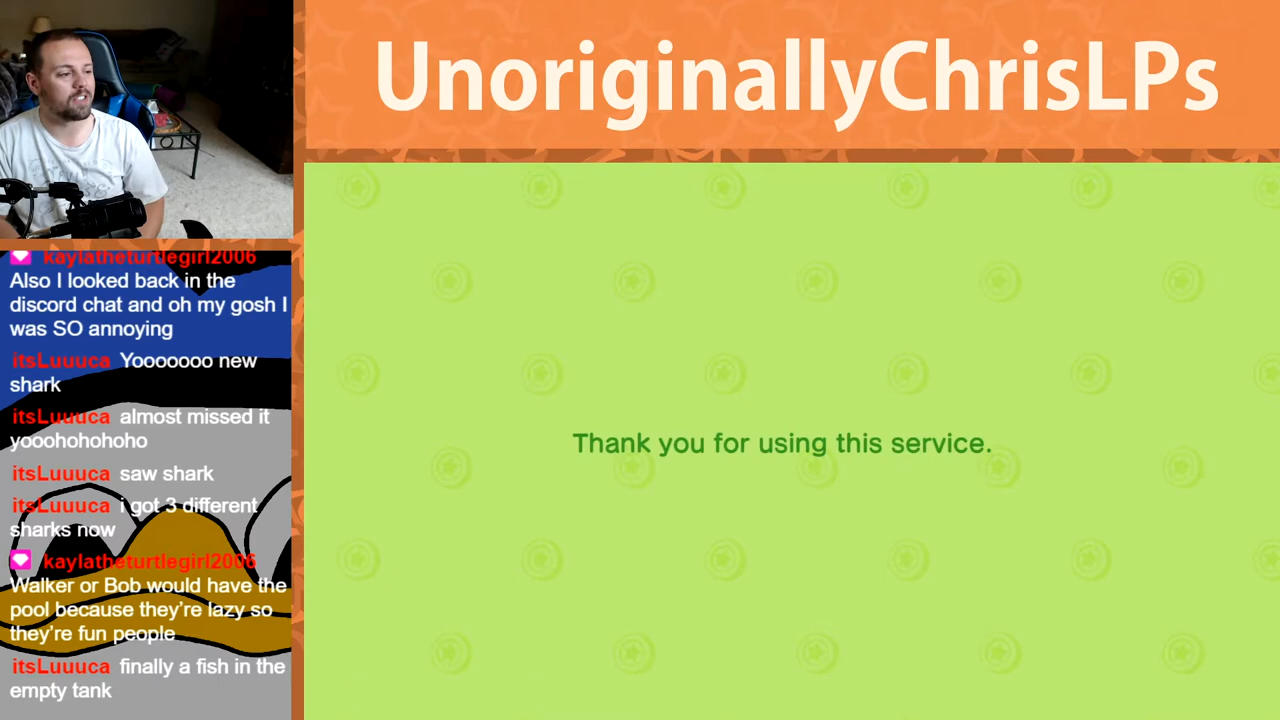 UnoriginallyChrisLPs
kaylatheturtlegirl2006
Also I looked back in the
discord chat and oh my gosh I
was SO annoying
itsLuuuca Yooooooo new
shark
itsLuuuca almost missed it
yooohohohoho
itsLuuuca saw shark
itsLuuuca i got 3 different
sharks now
kaylatheturtlegirl2006
Walker or Bob would have the
pool because they’re lazy so
they’re fun people
itsLuuuca finally a fish in the
empty tank
Thank you for using this service.